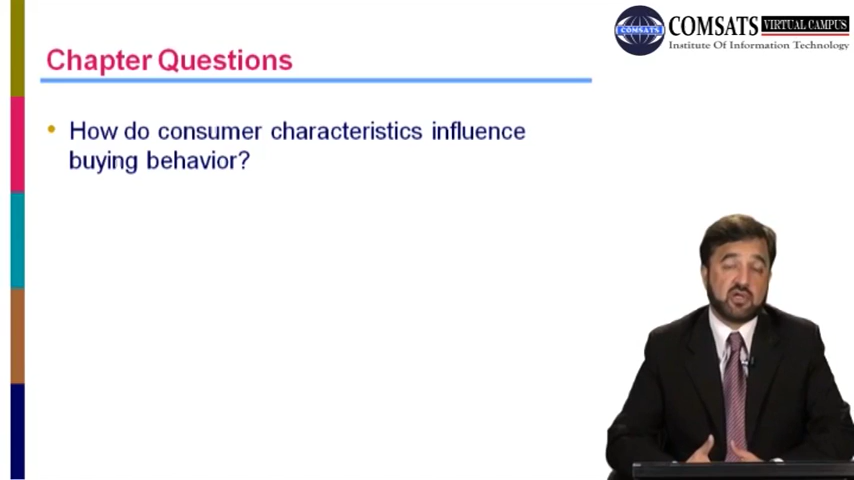 COMSATS VIRTUAL CAMPUS
COMSATS
Institute Of Information Technology
Chapter Questions
• How do consumer characteristics influence
buying behavior?